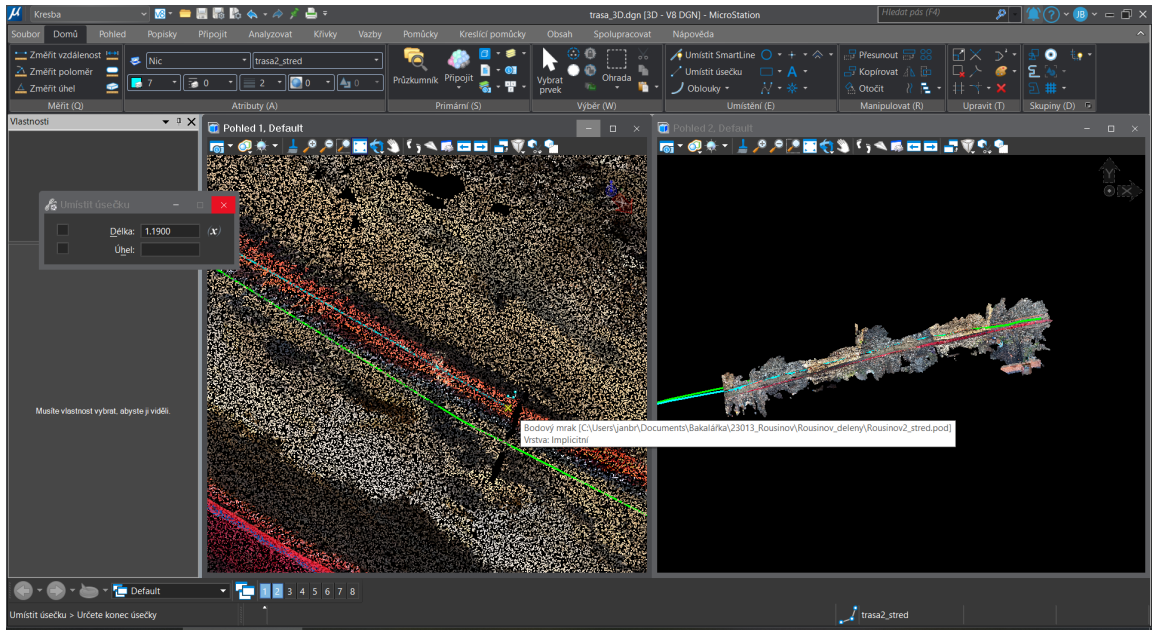 Kresba
trasa_3D.dgn [3D - V8 DGN] - MicroStation
Hledat pás (F4)
JB
Soubor Domů Pohled Popisky Připojit Analyzovat Křivky Vazby Pomůcky Kreslící pomůcky Obsah Spolupracovat Nápověda
Změřit vzdálenost
Změřit poloměr
Změřit úhel
Měřit (Q)
Nic
trasa2_stred
7
0
2
0
0
Atributy (A)
Průzkumník
Připojit
Primární (S)
Vybrat
prvek
Ohrada
Výběr (W)
Umístit SmartLine
Umístit úsečku
Oblouky
Umístění (E)
Přesunout
Kopírovat
Otočit
Manipulovat (R)
Upravit (T)
Skupiny (D)
Vlastnosti
Pohled 1, Default
Pohled 2, Default
Umístit úsečku
Délka: 1.1900 (x)
Úhel:
Musíte vlastnost vybrat, abyste ji viděli.
Bodový mrak [C:\Users\janbr\Documents\Bakalářka\23013_Rousinov\Rousinov_deleny\Rousinov2_stred.pod]
Vrstva: Implicitní
Default
1 2 3 4 5 6 7 8
Umístit úsečku > Určete konec úsečky
trasa2_stred